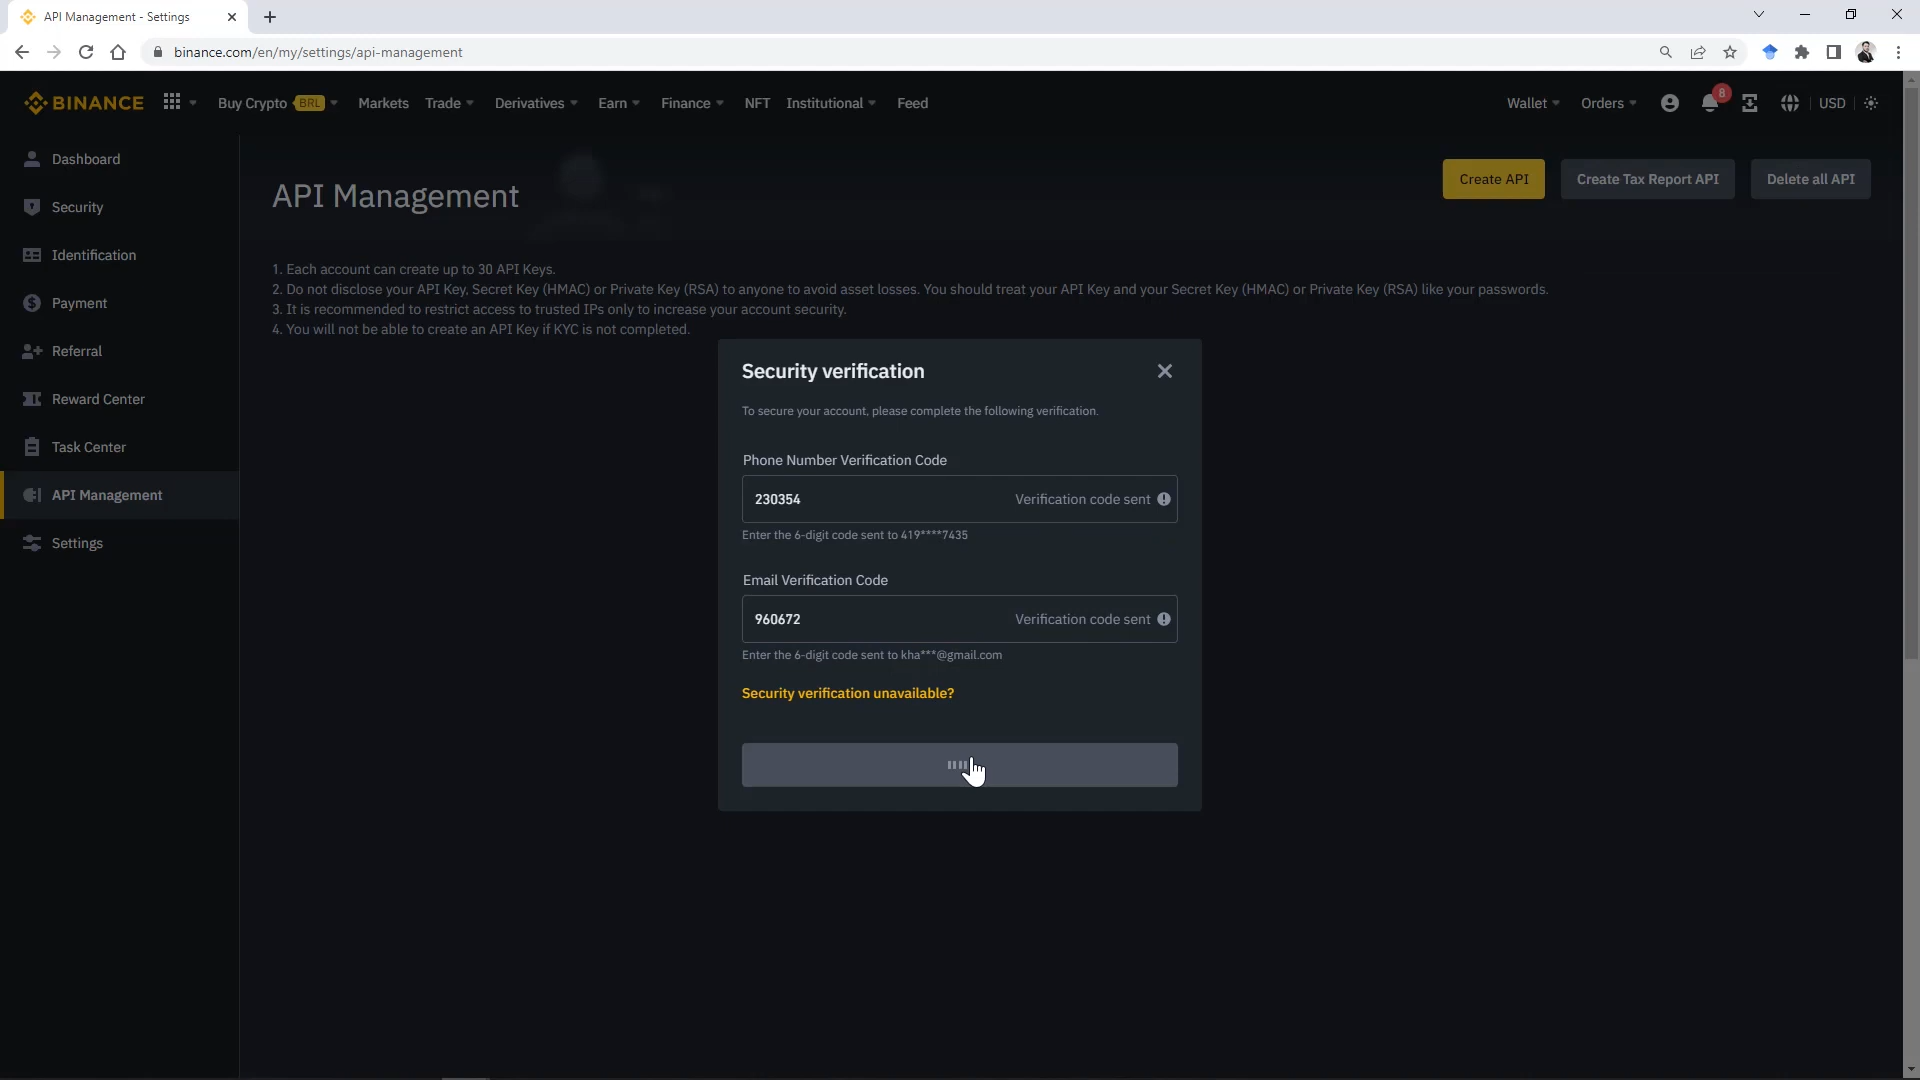 API Management - Settings
binance.com/en/my/settings/api-management
BINANCE Buy Crypto BRL Markets Trade Derivatives Earn Finance NFT Institutional Feed Wallet Orders 8 USD
Dashboard
Security
Identification
Payment
Referral
Reward Center
Task Center
API Management
Settings
API Management
Create API Create Tax Report API Delete all API
1. Each account can create up to 30 API Keys.
2. Do not disclose your API Key, Secret Key (HMAC) or Private Key (RSA) to anyone to avoid asset losses. You should treat your API Key and your Secret Key (HMAC) or Private Key (RSA) like your passwords.
3. It is recommended to restrict access to trusted IPs only to increase your account security.
4. You will not be able to create an API Key if KYC is not completed.
Security verification
To secure your account, please complete the following verification.
Phone Number Verification Code
230354 Verification code sent
Enter the 6-digit code sent to 419****7435
Email Verification Code
960672 Verification code sent
Enter the 6-digit code sent to kha***@gmail.com
Security verification unavailable?